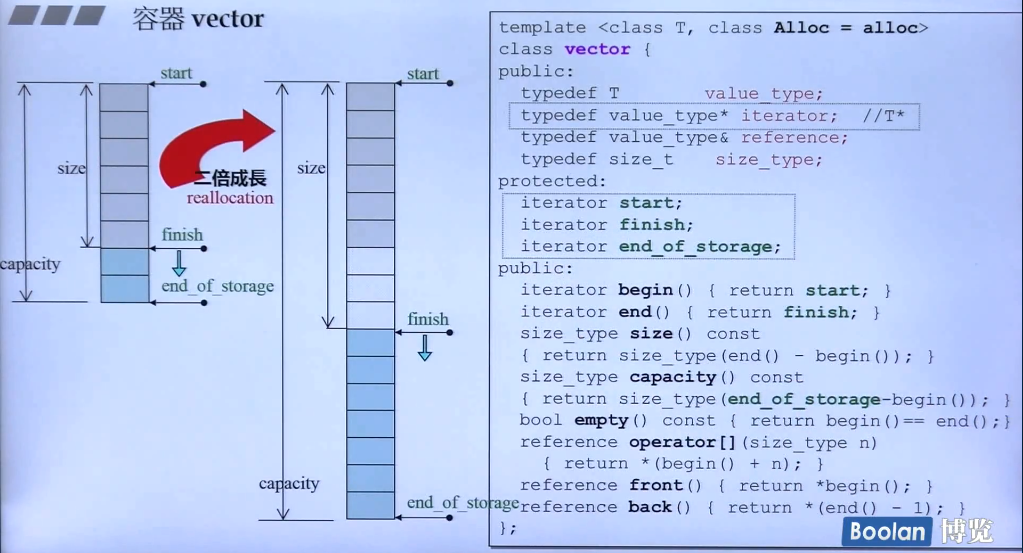 容器 vector
start
size
finish
capacity
end_of_storage
二倍成長
reallocation
start
size
finish
capacity
end_of_storage
template <class T, class Alloc = alloc>
class vector {
public:
typedef T value_type;
typedef value_type* iterator; //T*
typedef value_type& reference;
typedef size_t size_type;
protected:
iterator start;
iterator finish;
iterator end_of_storage;
public:
iterator begin() { return start; }
iterator end() { return finish; }
size_type size() const
{ return size_type(end() - begin()); }
size_type capacity() const
{ return size_type(end_of_storage-begin()); }
bool empty() const { return begin()== end();}
reference operator[](size_type n)
{ return *(begin() + n); }
reference front() { return *begin(); }
reference back() { return *(end() - 1); }
};
Boolan 博览